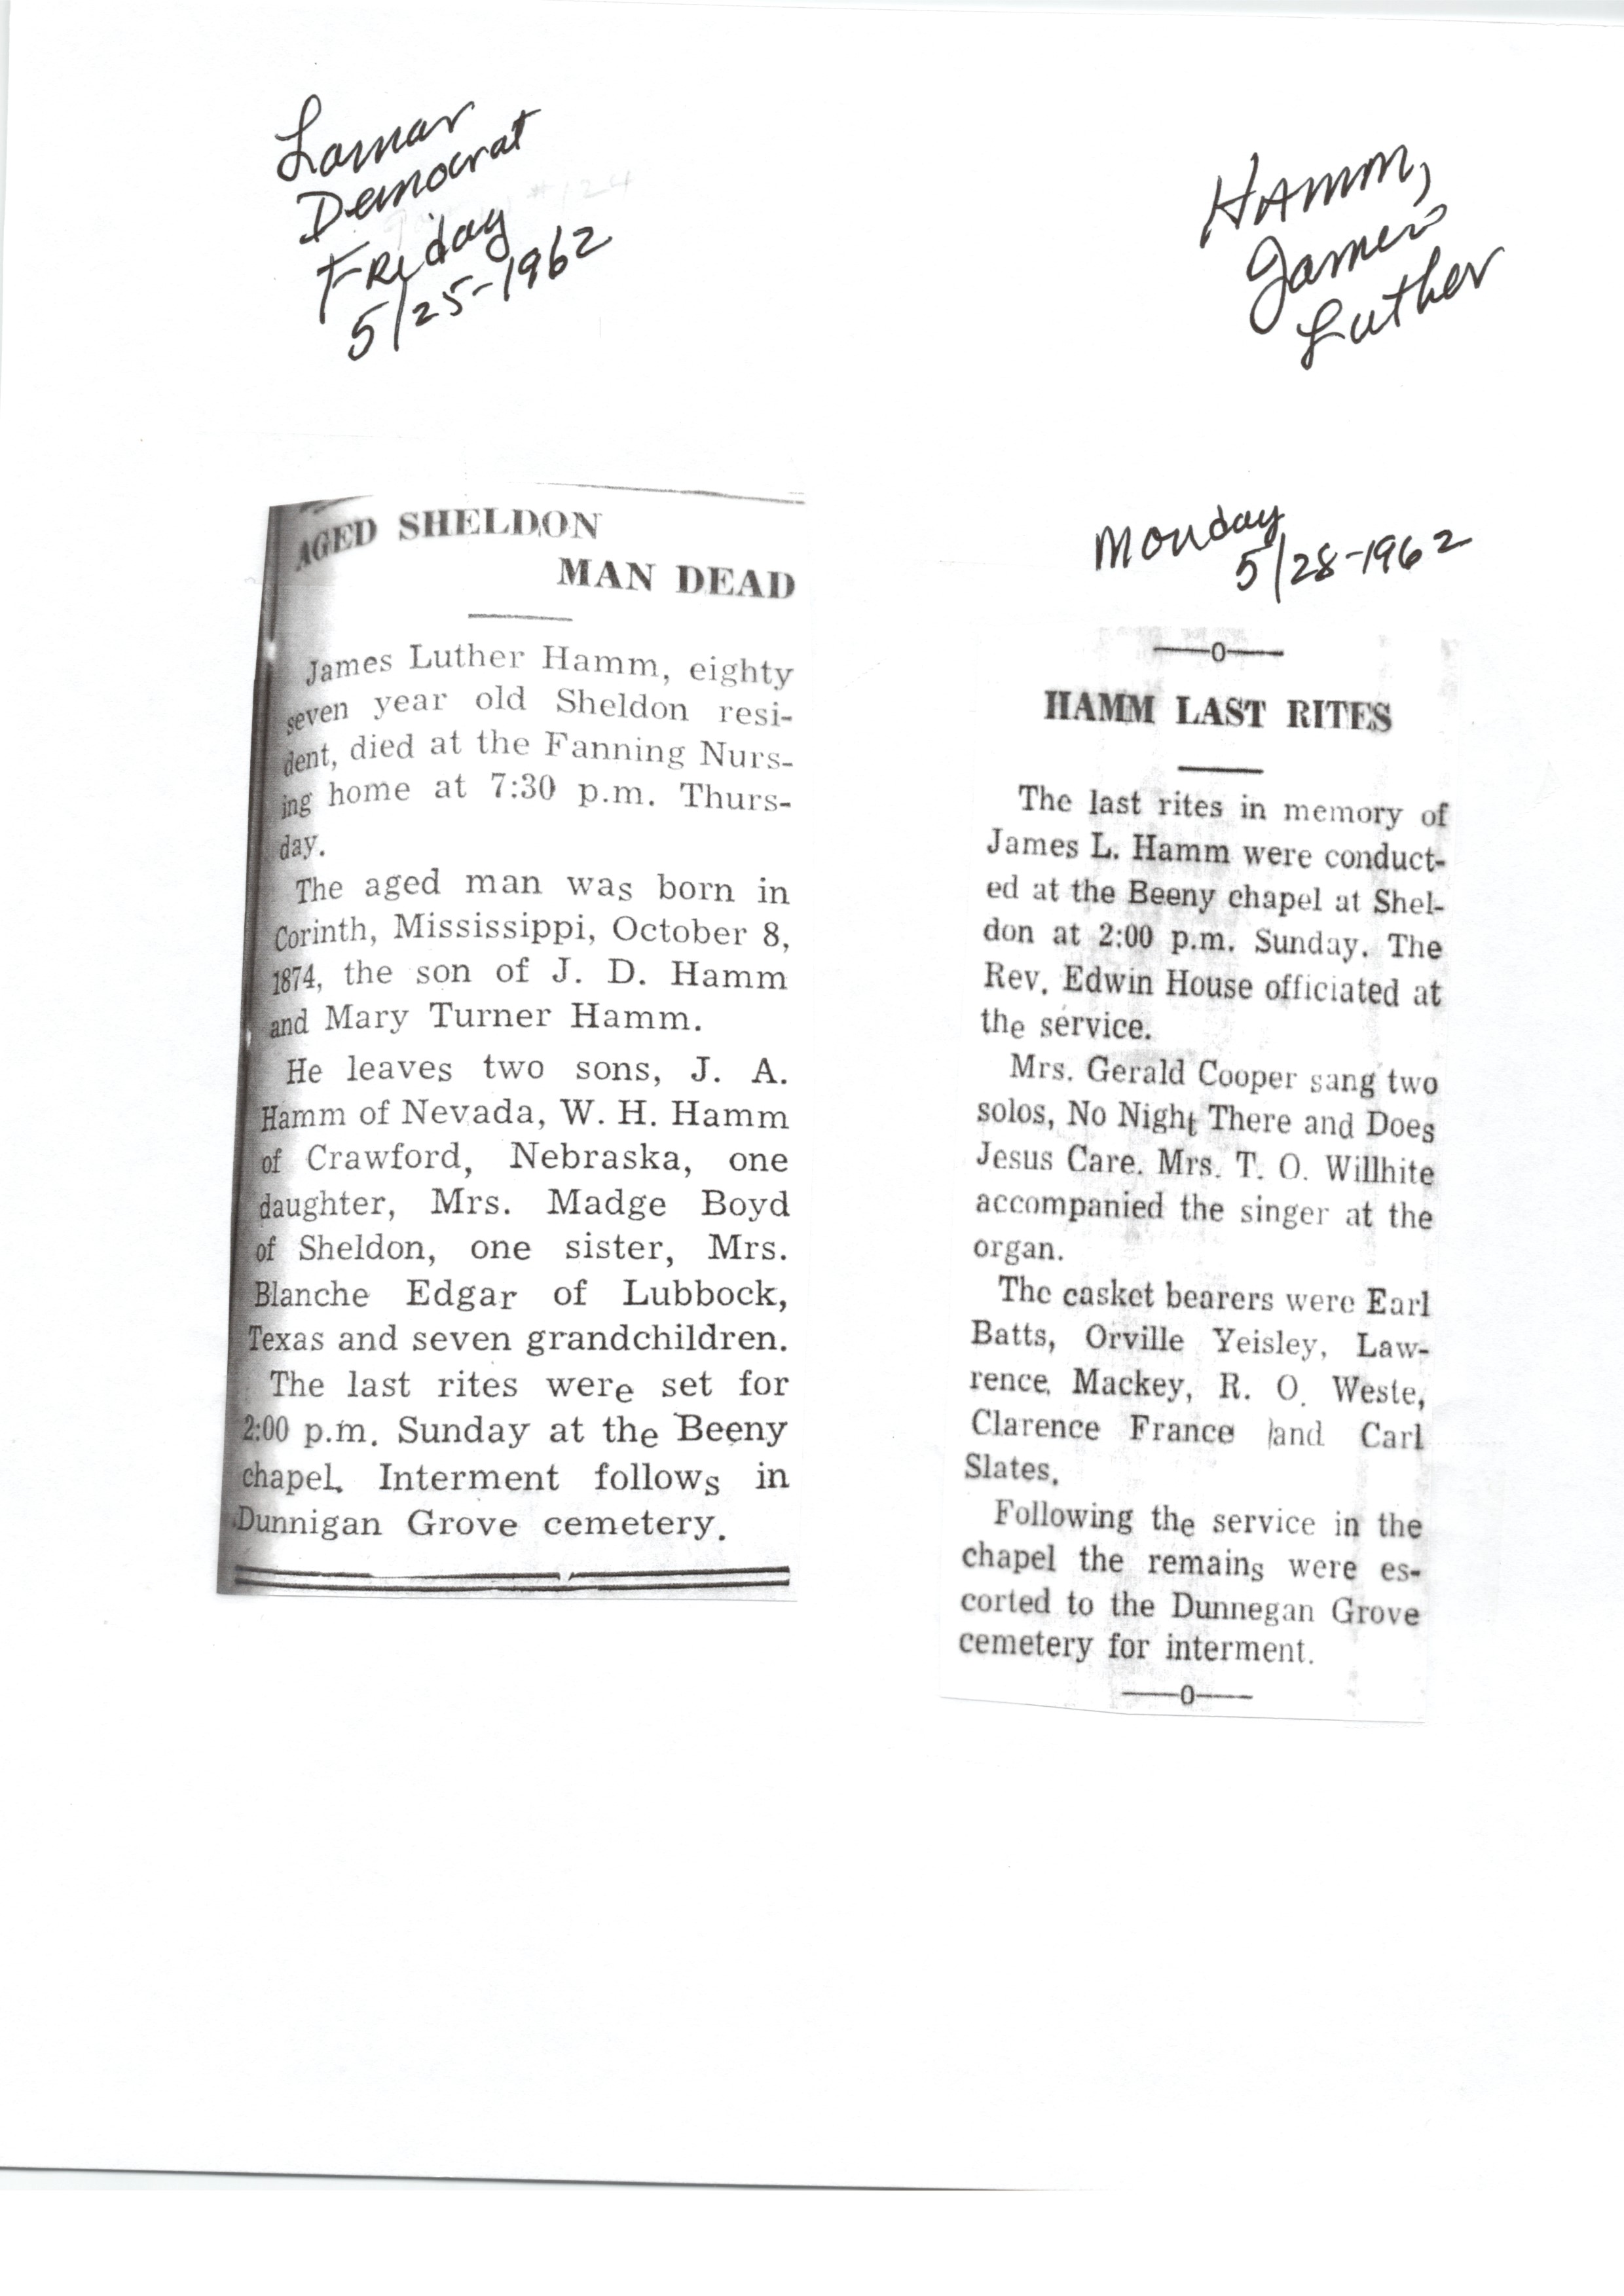 Lamar
Democrat
Friday
5/25-1962
Hamm,
James
Luther
AGED SHELDON
MAN DEAD
James Luther Hamm, eighty
seven year old Sheldon resi-
dent, died at the Fanning Nurs-
ing home at 7:30 p.m. Thurs-
day.
The aged man was born in
Corinth, Mississippi, October 8,
1874, the son of J. D. Hamm
and Mary Turner Hamm.
He leaves two sons, J. A.
Hamm of Nevada, W. H. Hamm
of Crawford, Nebraska, one
daughter, Mrs. Madge Boyd
of Sheldon, one sister, Mrs.
Blanche Edgar of Lubbock,
Texas and seven grandchildren.
The last rites were set for
2:00 p.m. Sunday at the Beeny
chapel. Interment follows in
Dunnigan Grove cemetery.
Monday
5/28-1962
——0——
HAMM LAST RITES
The last rites in memory of
James L. Hamm were conduct-
ed at the Beeny chapel at Shel-
don at 2:00 p.m. Sunday. The
Rev. Edwin House officiated at
the service.
Mrs. Gerald Cooper sang two
solos, No Night There and Does
Jesus Care. Mrs. T. O. Willhite
accompanied the singer at the
organ.
The casket bearers were Earl
Batts, Orville Yeisley, Law-
rence Mackey, R. O. Weste,
Clarence France and Carl
Slates.
Following the service in the
chapel the remains were es-
corted to the Dunnegan Grove
cemetery for interment.
——0——